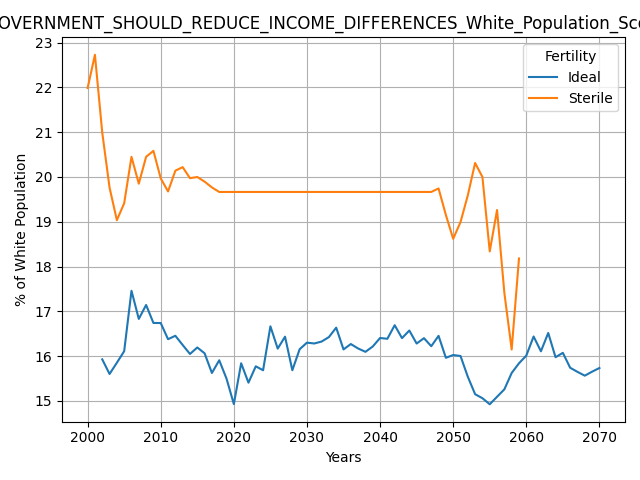 OVERNMENT_SHOULD_REDUCE_INCOME_DIFFERENCES_White_Population_Sc
23
22
21
20
19
18
17
16
15
% of White Population
Fertility
Ideal
Sterile
2000 2010 2020 2030 2040 2050 2060 2070
Years